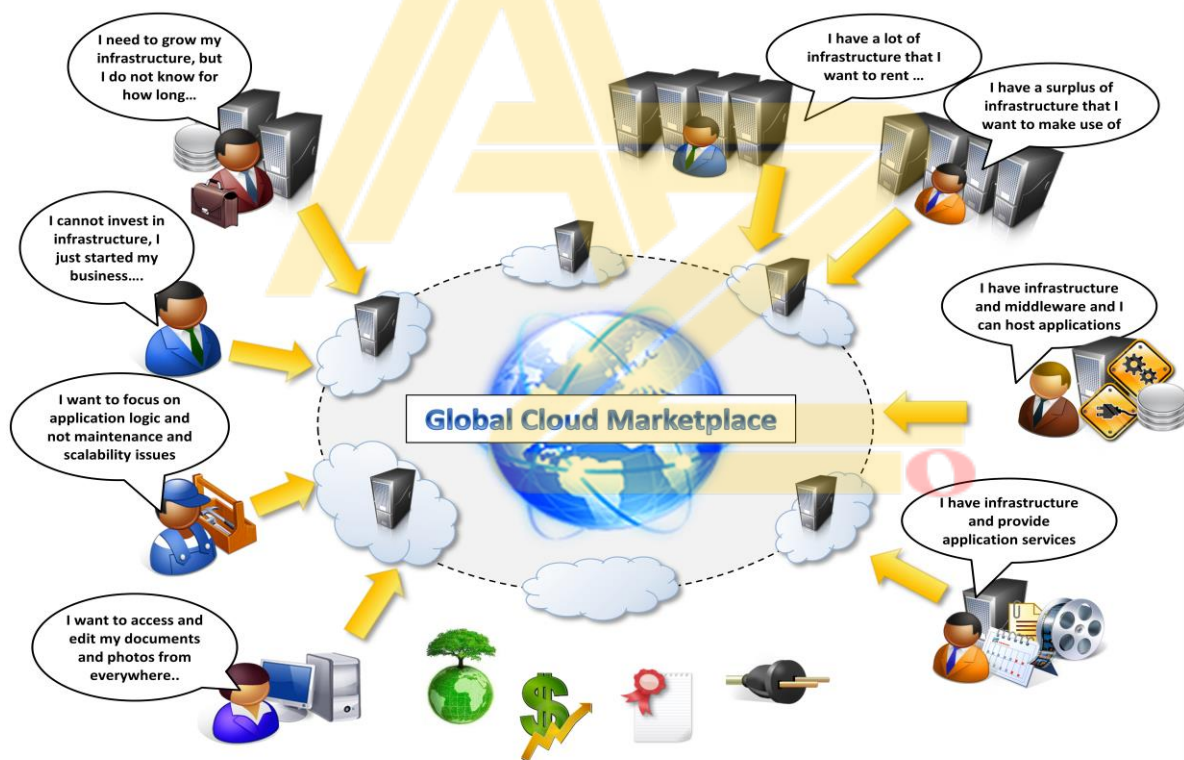 I need to grow my
infrastructure, but
I do not know for
how long...
I have a lot of
infrastructure that I
want to rent ...
I have a surplus of
infrastructure that I
want to make use of
I cannot invest in
infrastructure, I
just started my
business....
I have infrastructure
and middleware and I
can host applications
I want to focus on
application logic and
not maintenance and
scalability issues
Global Cloud Marketplace
I have infrastructure
and provide
application services
I want to access and
edit my documents
and photos from
everywhere..
AZ
O